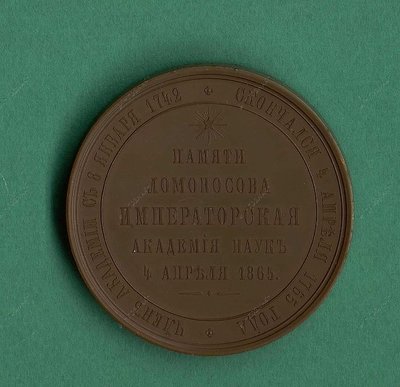 ПАМЯТИ
ЛОМОНОСОВА
ИМПЕРАТОРСКАЯ
АКАДЕМІЯ НАУКЪ
4 АПРѢЛЯ 1865.
ЧЛЕНЪ АКАДЕМІИ СЪ 8 ЯНВАРЯ 1742
СКОНЧАЛСЯ 4 АПРѢЛЯ 1765 ГОДА